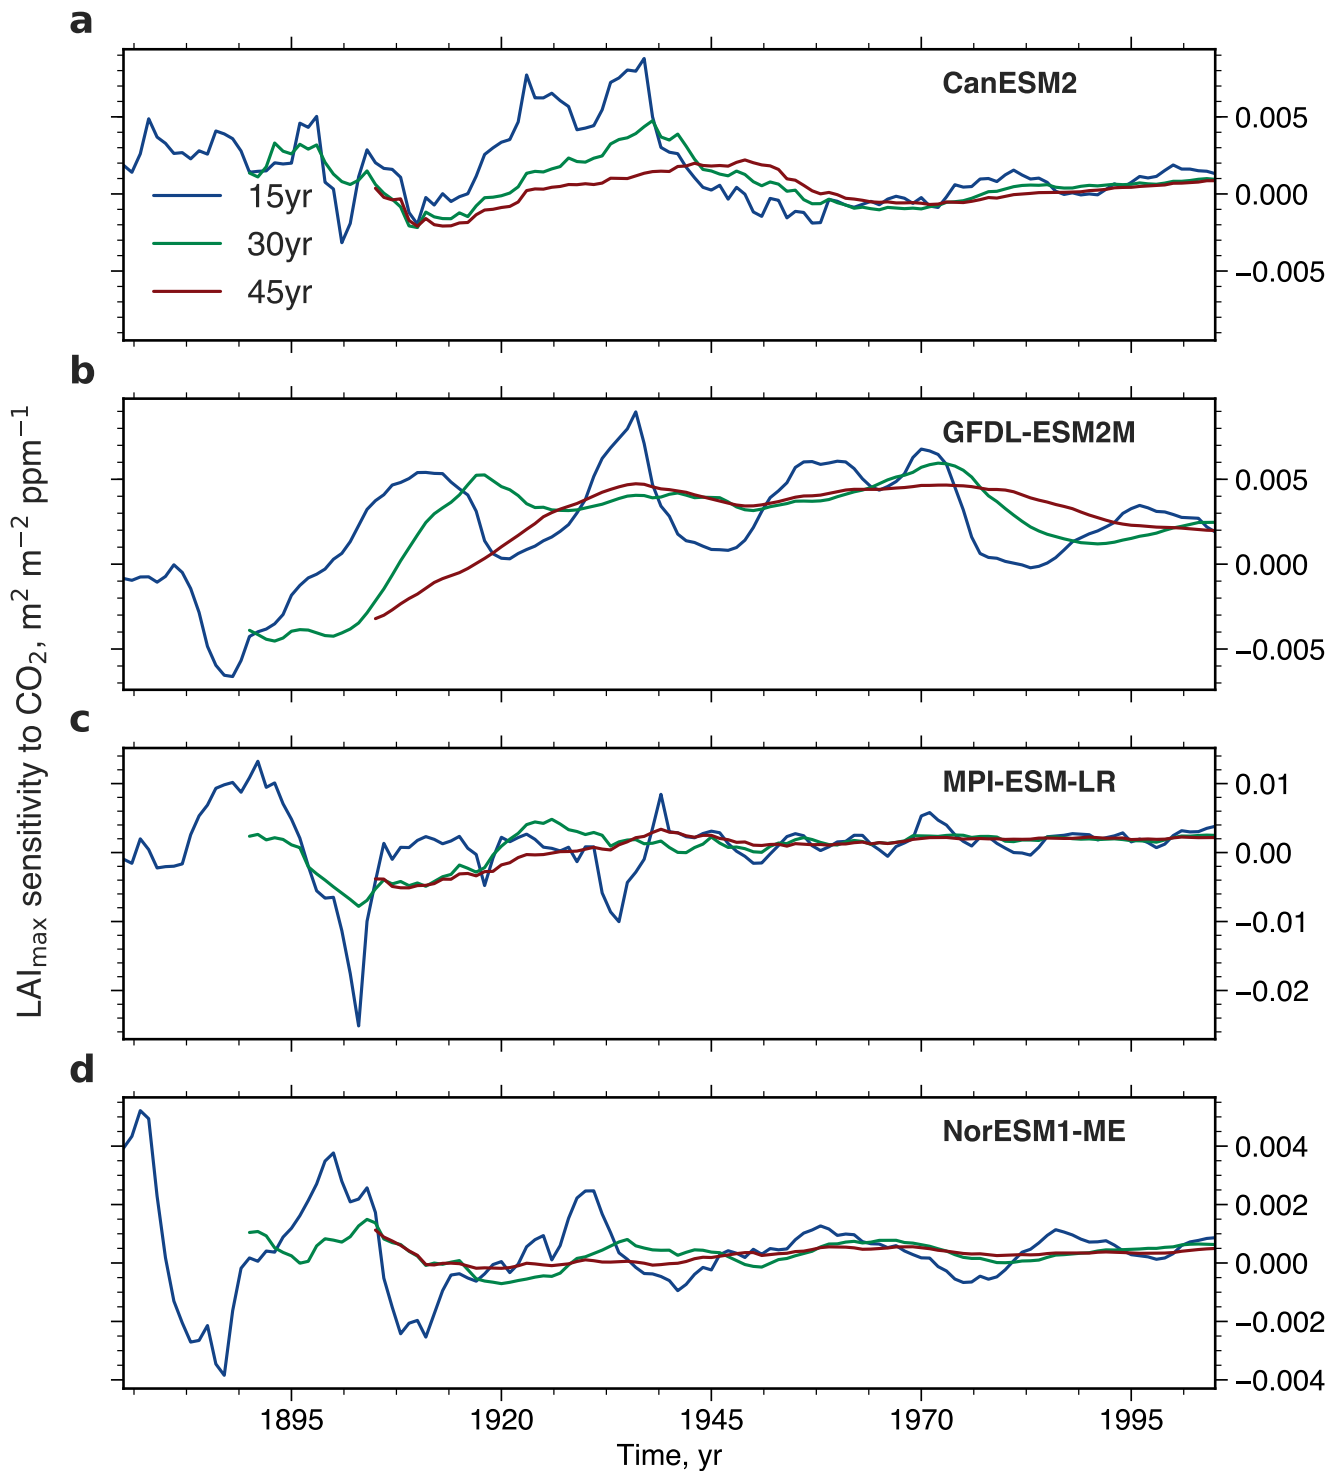 a
CanESM2
0.005
0.000
−0.005
15yr
30yr
45yr
b
GFDL-ESM2M
0.005
0.000
−0.005
c
MPI-ESM-LR
0.01
0.00
−0.01
−0.02
d
NorESM1-ME
0.004
0.002
0.000
−0.002
−0.004
1895 1920 1945 1970 1995
Time, yr
LAImax sensitivity to CO₂, m² m⁻² ppm⁻¹